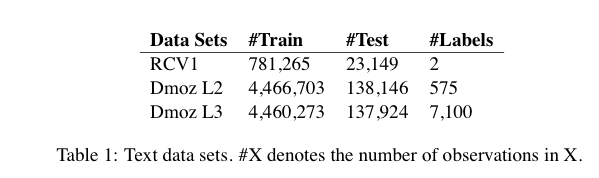 Data Sets #Train #Test #Labels
RCV1 781,265 23,149 2
Dmoz L2 4,466,703 138,146 575
Dmoz L3 4,460,273 137,924 7,100
Table 1: Text data sets. #X denotes the number of observations in X.